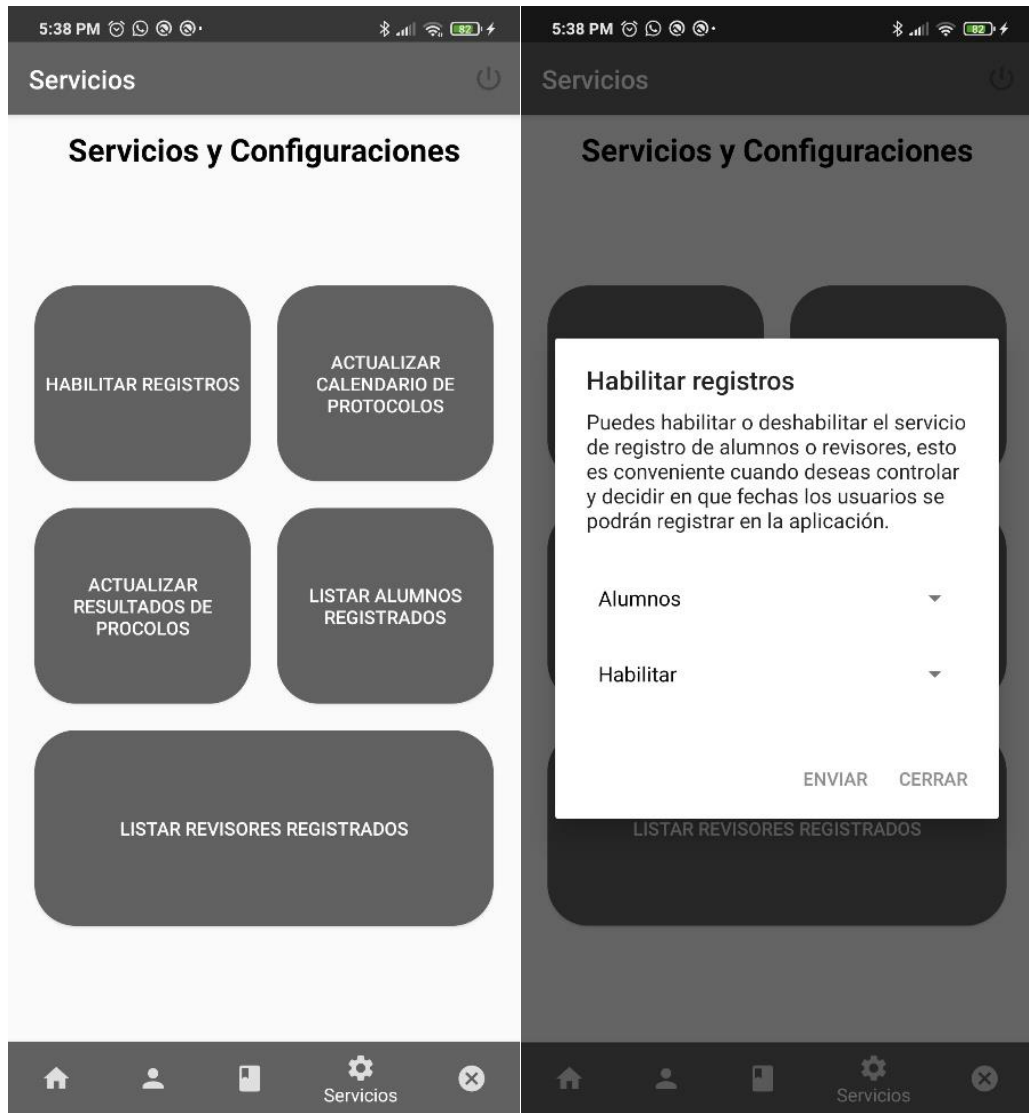 5:38 PM
82
Servicios
Servicios y Configuraciones
HABILITAR REGISTROS
ACTUALIZAR
CALENDARIO DE
PROTOCOLOS
ACTUALIZAR
RESULTADOS DE
PROCOLOS
LISTAR ALUMNOS
REGISTRADOS
LISTAR REVISORES REGISTRADOS
Servicios
5:38 PM
82
Servicios
Servicios y Configuraciones
Habilitar registros
Puedes habilitar o deshabilitar el servicio
de registro de alumnos o revisores, esto
es conveniente cuando deseas controlar
y decidir en que fechas los usuarios se
podrán registrar en la aplicación.
Alumnos
Habilitar
ENVIAR CERRAR
LISTAR REVISORES REGISTRADOS
Servicios